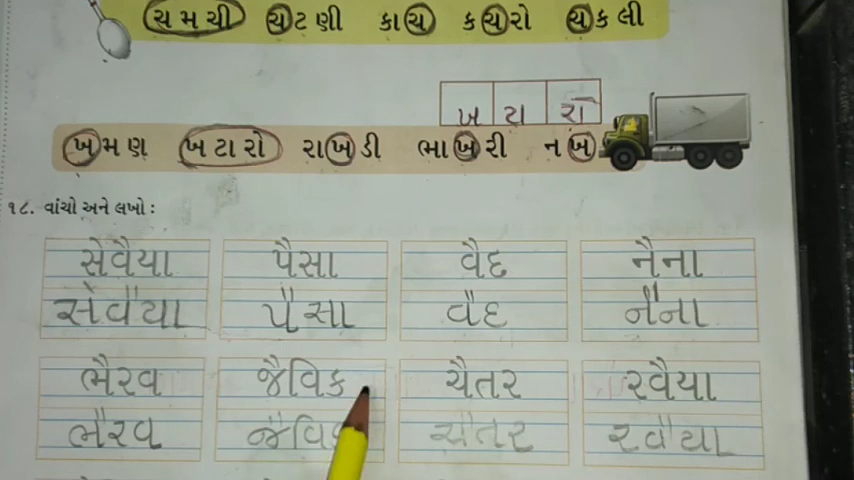 ચમચી ચટણી કાચ કચરો ચકલી
ખ ટા રો
ખમણ ખટારો રાખડી ભાખરી નખ
૧૮. વાંચો અને લખો :
સેવૈયા પૈસા વૈદ નૈના
સેવૈયા પૈસા વૈદ નૈના
ભૈરવ જૈવિક ચૈતર રવૈયા
ભૈરવ ચૈતર રવૈયા